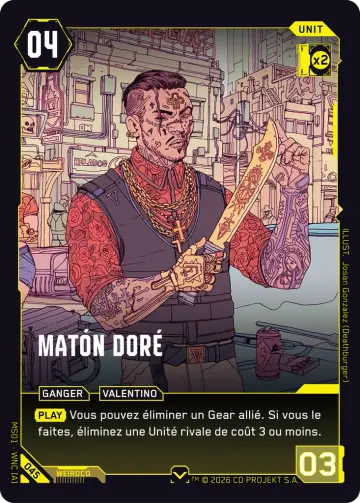 04
UNIT
x2
HELADOS
MATÓN DORÉ
GANGER
VALENTINO
PLAY Vous pouvez éliminer un Gear allié. Si vous le
faites, éliminez une Unité rivale de coût 3 ou moins.
03
WEIRDCO
™ © 2026 CD PROJEKT S.A.
045
MS01 · WNC [A]
ILLUST. Josan Gonzalez (Deathburger)